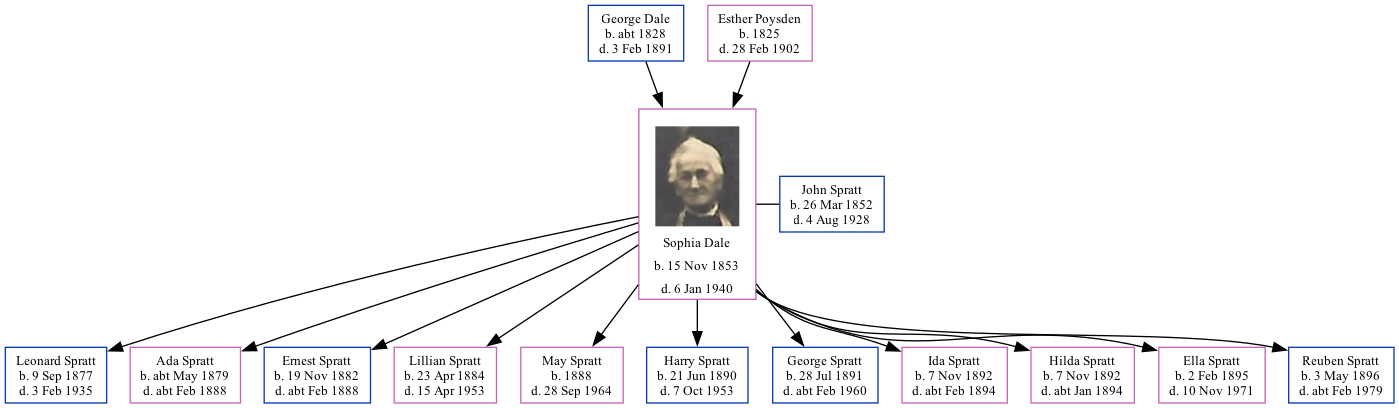 George Dale
b. abt 1828
d. 3 Feb 1891
Esther Poysden
b. 1825
d. 28 Feb 1902
Sophia Dale
b. 15 Nov 1853
d. 6 Jan 1940
John Spratt
b. 26 Mar 1852
d. 4 Aug 1928
Leonard Spratt
b. 9 Sep 1877
d. 3 Feb 1935
Ada Spratt
b. abt May 1879
d. abt Feb 1888
Ernest Spratt
b. 19 Nov 1882
d. abt Feb 1888
Lillian Spratt
b. 23 Apr 1884
d. 15 Apr 1953
May Spratt
b. 1888
d. 28 Sep 1964
Harry Spratt
b. 21 Jun 1890
d. 7 Oct 1953
George Spratt
b. 28 Jul 1891
d. abt Feb 1960
Ida Spratt
b. 7 Nov 1892
d. abt Feb 1894
Hilda Spratt
b. 7 Nov 1892
d. abt Jan 1894
Ella Spratt
b. 2 Feb 1895
d. 10 Nov 1971
Reuben Spratt
b. 3 May 1896
d. abt Feb 1979